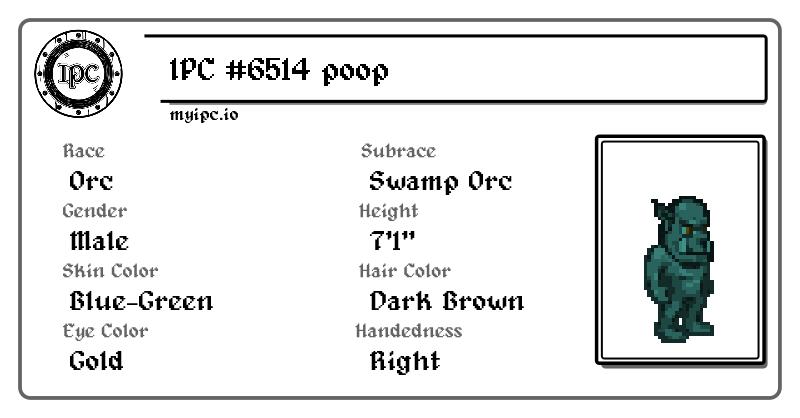 IPC
IPC #6514 poop
myipc.io
Race
Orc
Subrace
Swamp Orc
Gender
Male
Height
7'1"
Skin Color
Blue-Green
Hair Color
Dark Brown
Eye Color
Gold
Handedness
Right